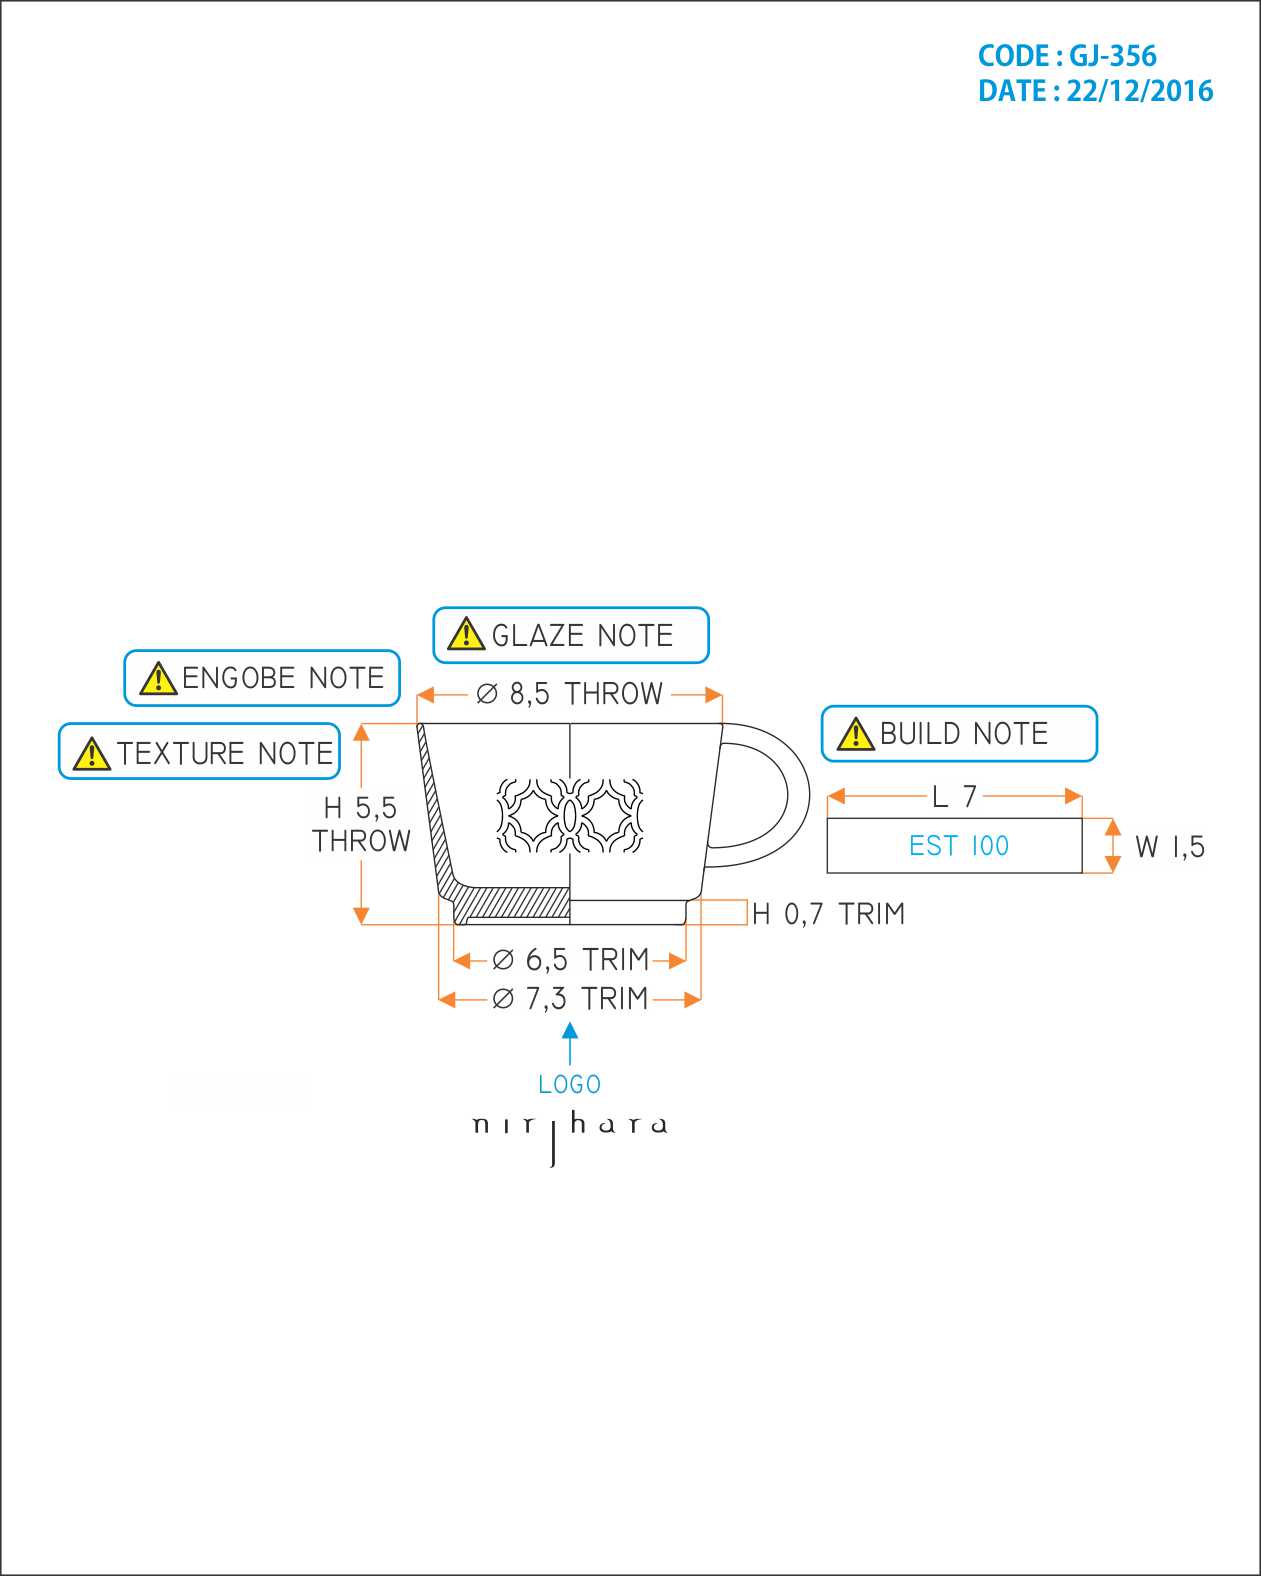 CODE : GJ-356
DATE : 22/12/2016
GLAZE NOTE
ENGOBE NOTE
⌀ 8,5 THROW
BUILD NOTE
TEXTURE NOTE
L 7
H 5,5
THROW
EST 100
W 1,5
H 0,7 TRIM
⌀ 6,5 TRIM
⌀ 7,3 TRIM
LOGO
nirjhara